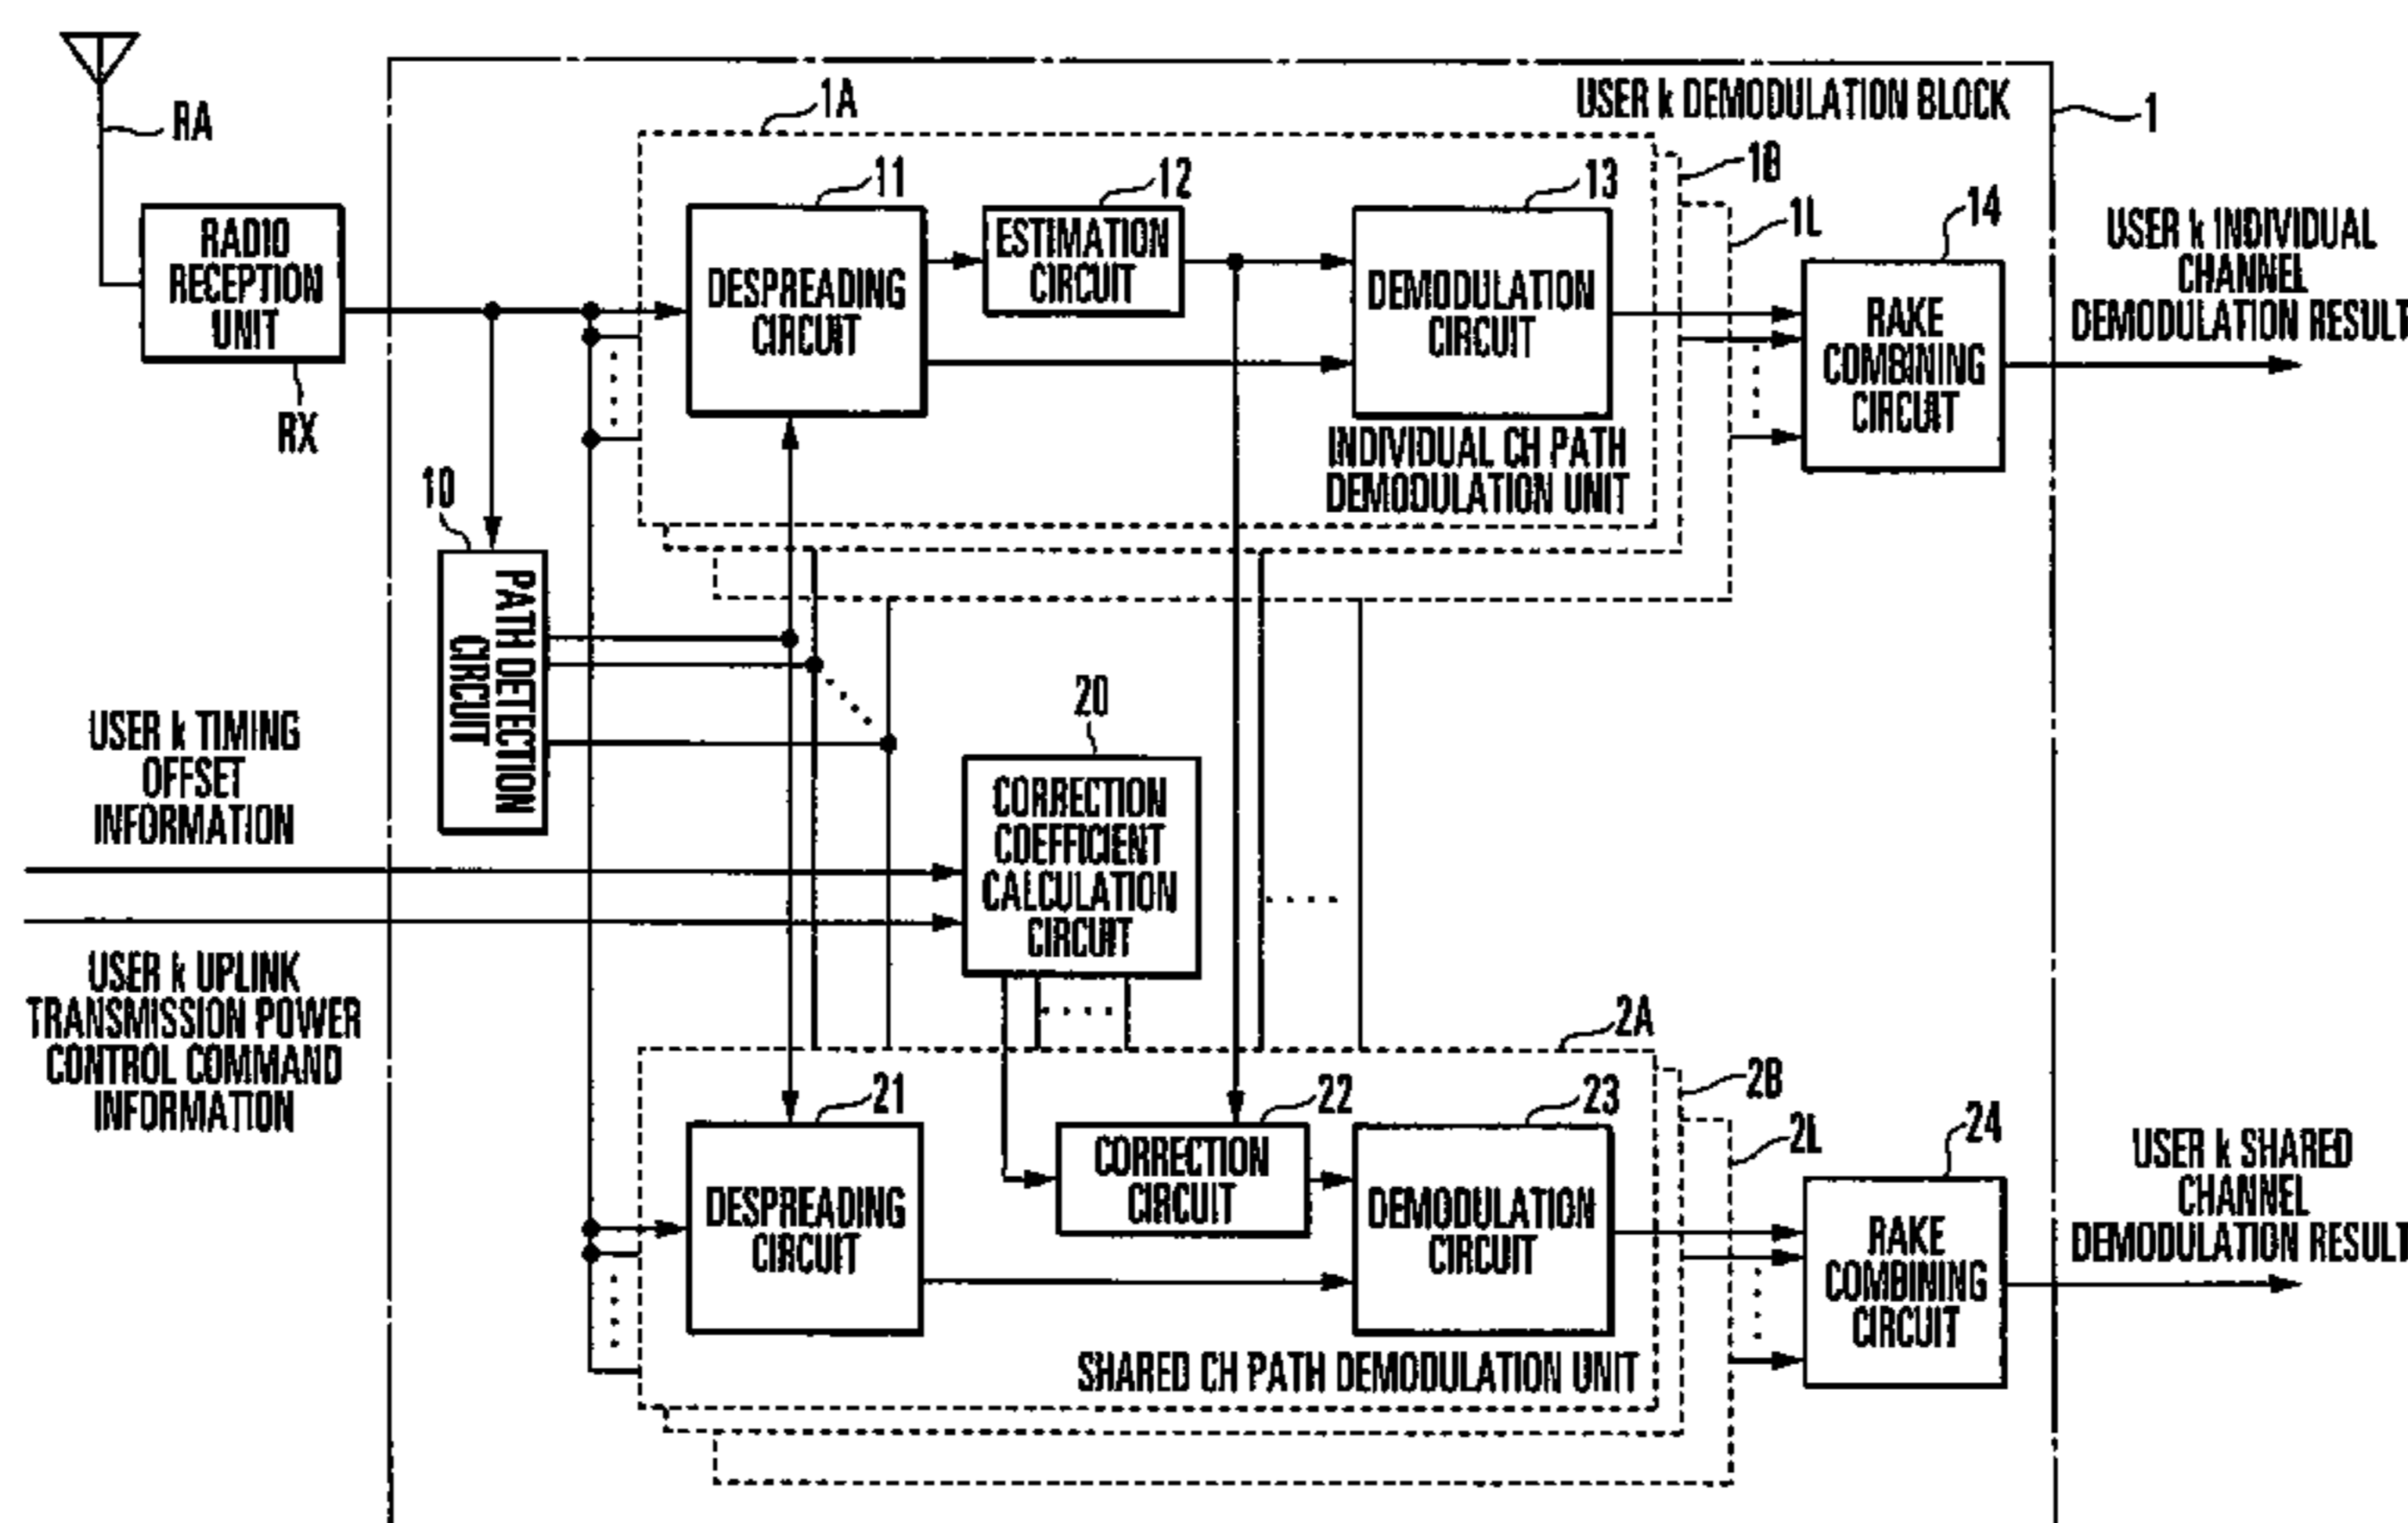 RA
RADIO
RECEPTION
UNIT
RX
USER k DEMODULATION BLOCK
1
1A
1B
1L
11
DESPREADING
CIRCUIT
12
ESTIMATION
CIRCUIT
13
DEMODULATION
CIRCUIT
INDIVIDUAL CH PATH
DEMODULATION UNIT
14
RAKE
COMBINING
CIRCUIT
USER k INDIVIDUAL
CHANNEL
DEMODULATION RESULT
10
PATH DETECTION
CIRCUIT
USER k TIMING
OFFSET
INFORMATION
20
CORRECTION
COEFFICIENT
CALCULATION
CIRCUIT
USER k UPLINK
TRANSMISSION POWER
CONTROL COMMAND
INFORMATION
2A
2B
2L
21
DESPREADING
CIRCUIT
22
CORRECTION
CIRCUIT
23
DEMODULATION
CIRCUIT
SHARED CH PATH DEMODULATION UNIT
24
RAKE
COMBINING
CIRCUIT
USER k SHARED
CHANNEL
DEMODULATION RESULT